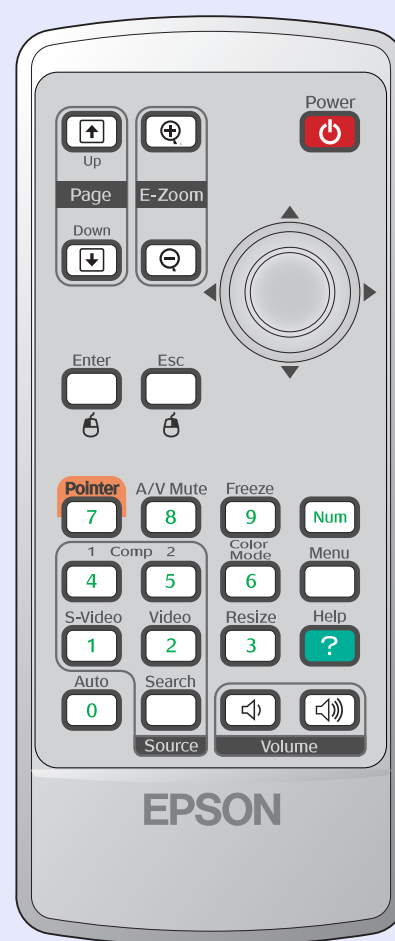 Power
Up
Page E-Zoom
Down
Enter Esc
Pointer A/V Mute Freeze
7 8 9 Num
1 Comp 2 Color Mode Menu
4 5 6
S-Video Video Resize Help
1 2 3 ?
Auto Search
0
Source Volume
EPSON